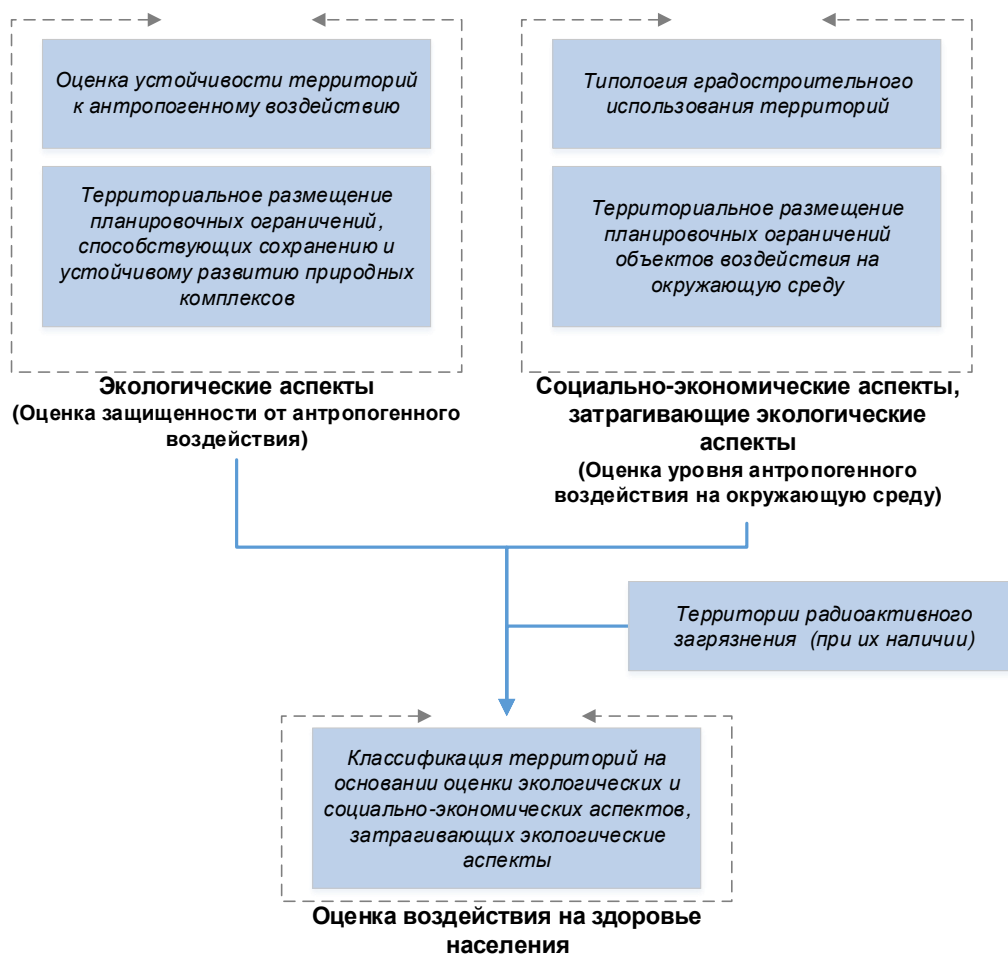 Оценка устойчивости территорий
к антропогенному воздействию
Территориальное размещение
планировочных ограничений,
способствующих сохранению и
устойчивому развитию природных
комплексов
Экологические аспекты
(Оценка защищенности от антропогенного
воздействия)
Типология градостроительного
использования территорий
Территориальное размещение
планировочных ограничений
объектов воздействия на
окружающую среду
Социально-экономические аспекты,
затрагивающие экологические
аспекты
(Оценка уровня антропогенного
воздействия на окружающую среду)
Территории радиоактивного
загрязнения (при их наличии)
Классификация территорий на
основании оценки экологических и
социально-экономических аспектов,
затрагивающих экологические
аспекты
Оценка воздействия на здоровье
населения